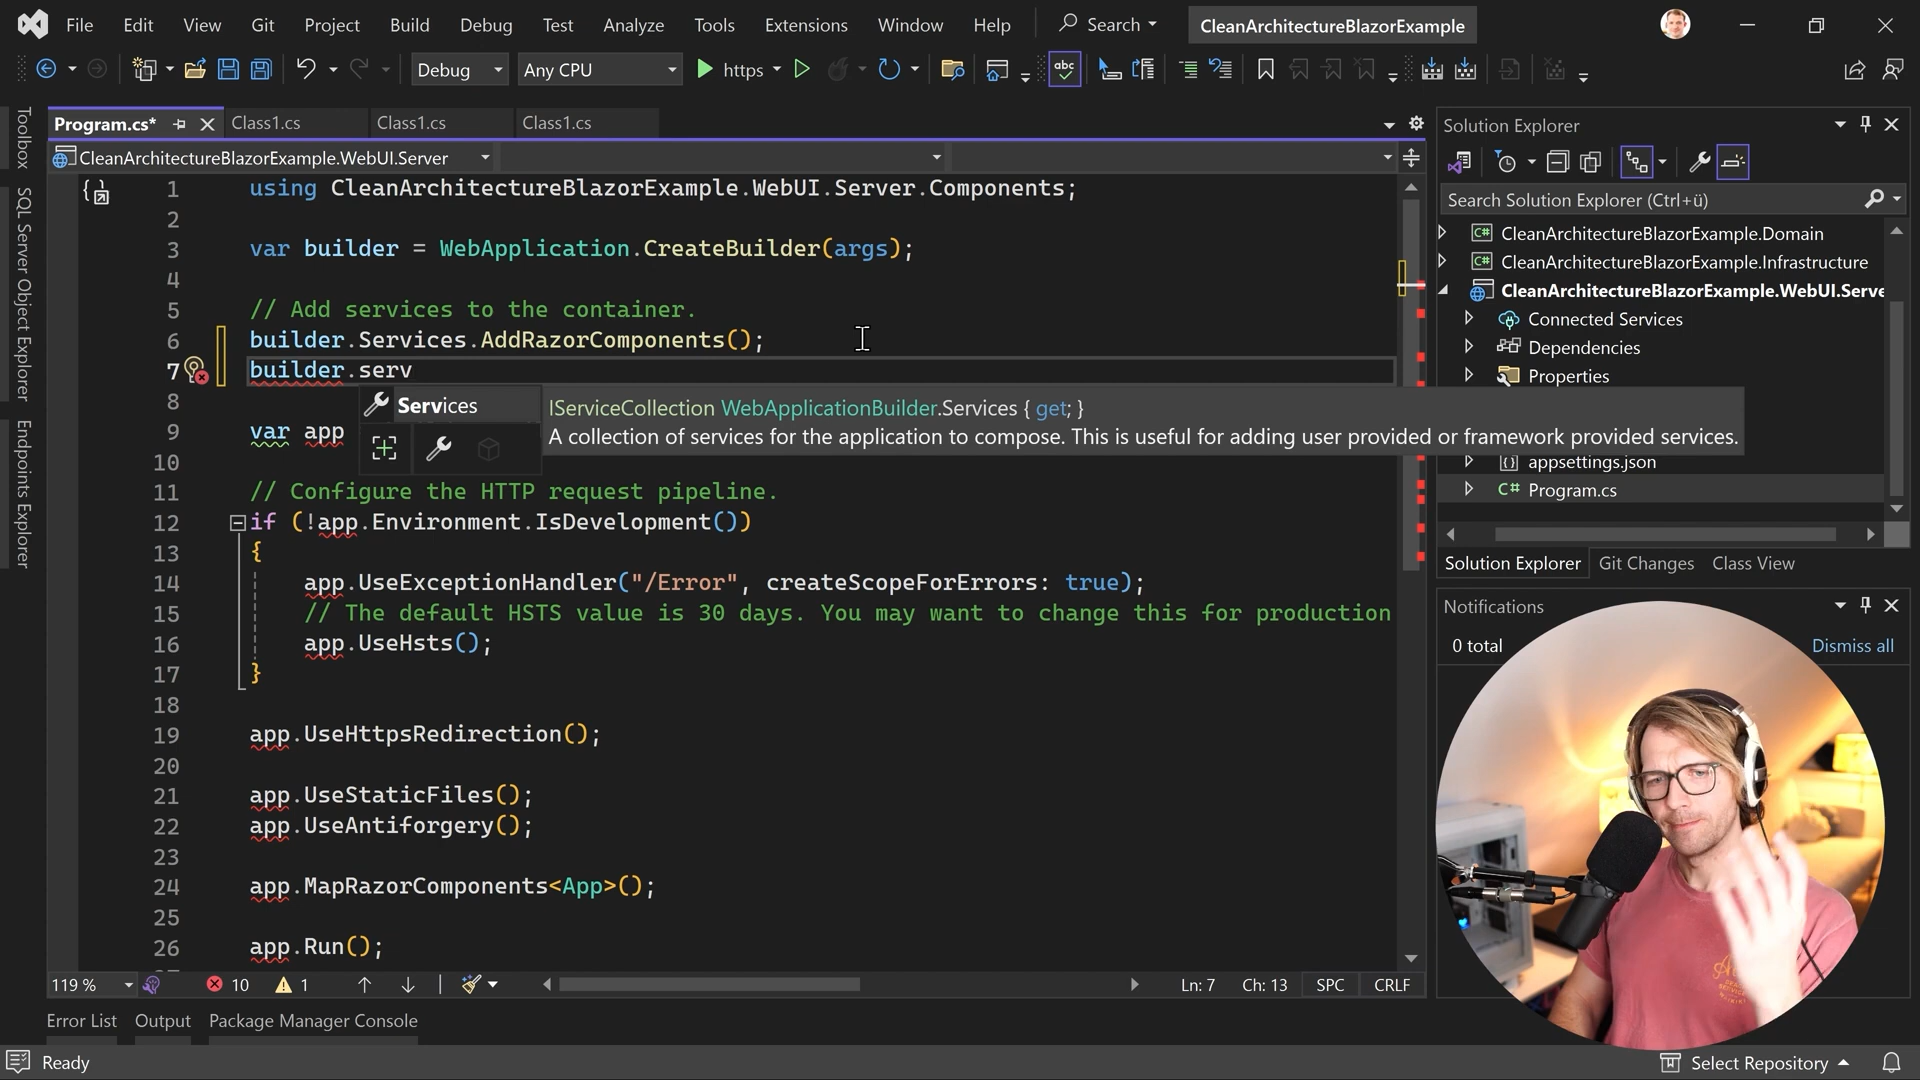 File Edit View Git Project Build Debug Test Analyze Tools Extensions Window Help Search CleanArchitectureBlazorExample
Debug Any CPU https abc
Program.cs* Class1.cs Class1.cs Class1.cs
CleanArchitectureBlazorExample.WebUI.Server
Toolbox
SQL Server Object Explorer
Endpoints Explorer
1 using CleanArchitectureBlazorExample.WebUI.Server.Components;
2
3 var builder = WebApplication.CreateBuilder(args);
4
5 // Add services to the container.
6 builder.Services.AddRazorComponents();
7 builder.serv
8
Services
IServiceCollection WebApplicationBuilder.Services { get; }
A collection of services for the application to compose. This is useful for adding user provided or framework provided services.
9 var app
10
11 // Configure the HTTP request pipeline.
12 if (!app.Environment.IsDevelopment())
13 {
14 app.UseExceptionHandler("/Error", createScopeForErrors: true);
15 // The default HSTS value is 30 days. You may want to change this for production
16 app.UseHsts();
17 }
18
19 app.UseHttpsRedirection();
20
21 app.UseStaticFiles();
22 app.UseAntiforgery();
23
24 app.MapRazorComponents<App>();
25
26 app.Run();
119 % 10 1 Ln: 7 Ch: 13 SPC CRLF
Error List Output Package Manager Console
Ready
Select Repository
Solution Explorer
Search Solution Explorer (Ctrl+ü)
C# CleanArchitectureBlazorExample.Domain
C# CleanArchitectureBlazorExample.Infrastructure
CleanArchitectureBlazorExample.WebUI.Serve
Connected Services
Dependencies
Properties
appsettings.json
C# Program.cs
Solution Explorer Git Changes Class View
Notifications
0 total Dismiss all